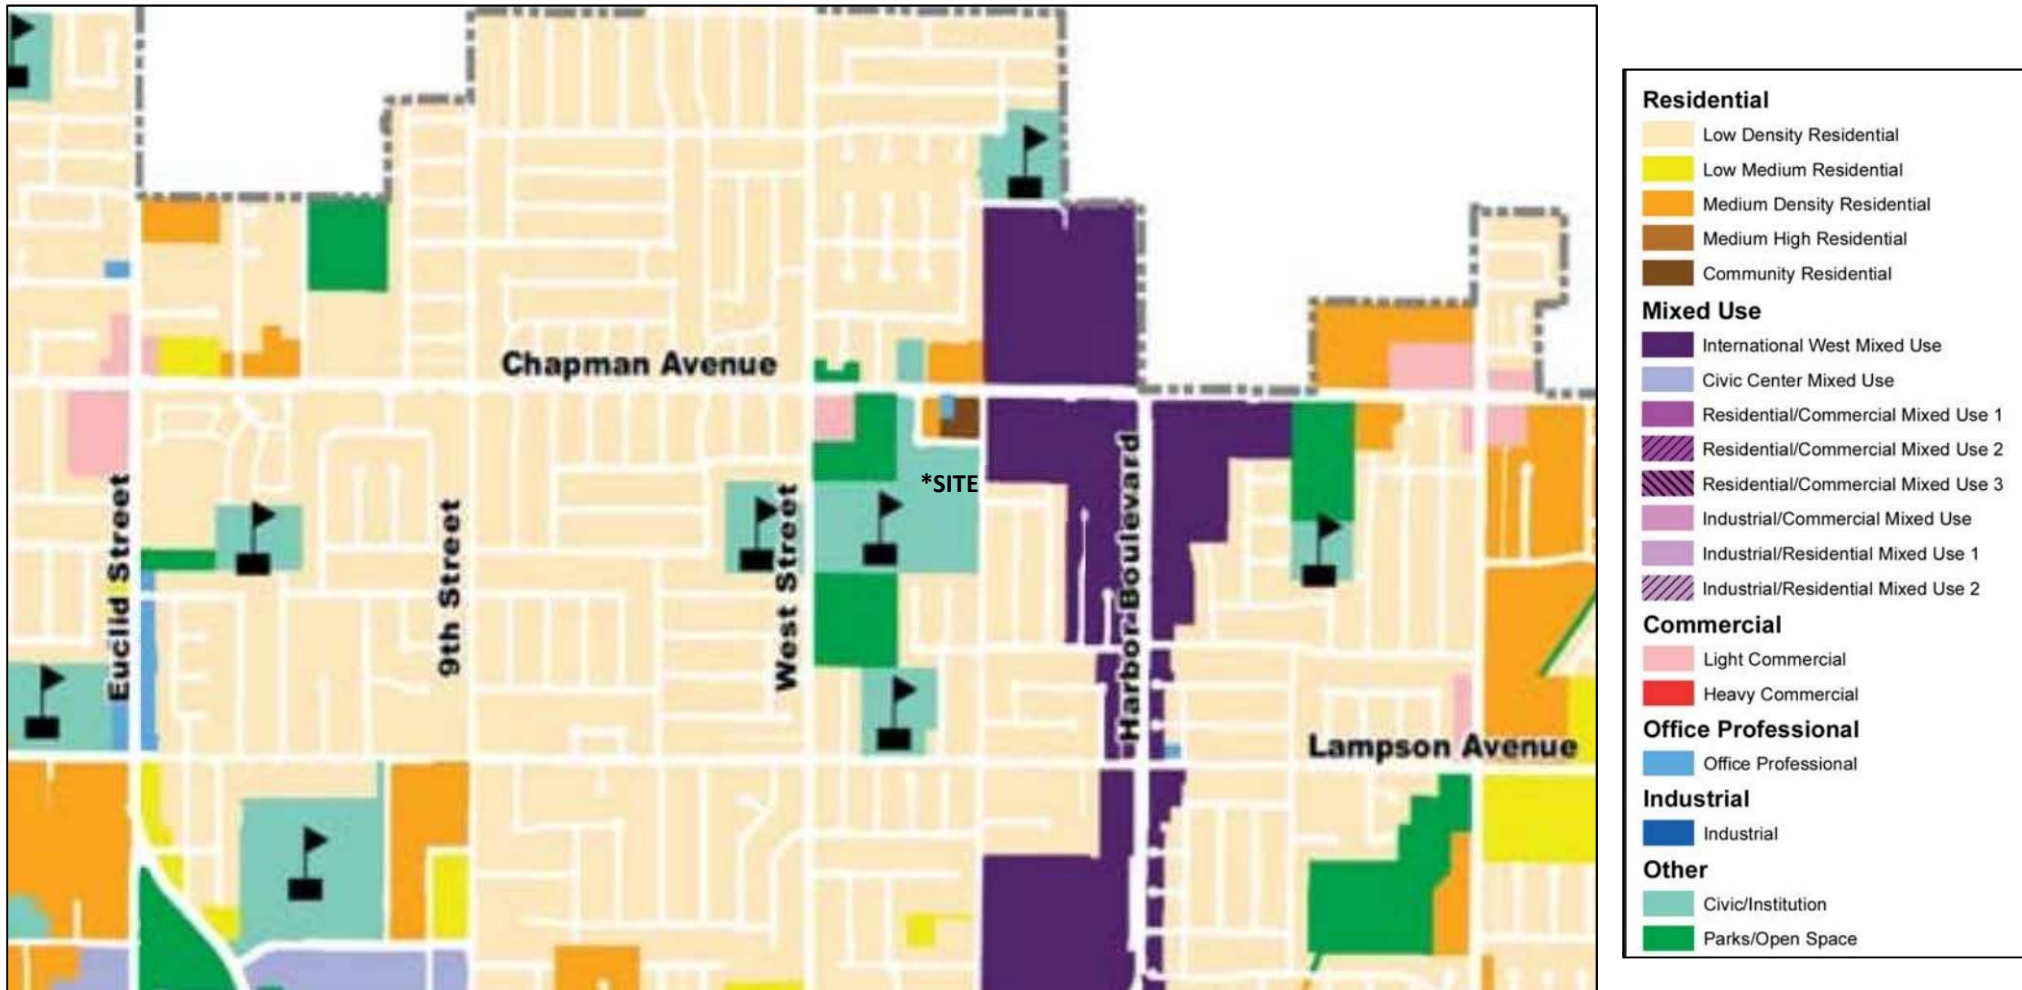 Chapman Avenue
*SITE
Euclid Street
9th Street
West Street
Harbor Boulevard
Lampson Avenue
Residential
Low Density Residential
Low Medium Residential
Medium Density Residential
Medium High Residential
Community Residential
Mixed Use
International West Mixed Use
Civic Center Mixed Use
Residential/Commercial Mixed Use 1
Residential/Commercial Mixed Use 2
Residential/Commercial Mixed Use 3
Industrial/Commercial Mixed Use
Industrial/Residential Mixed Use 1
Industrial/Residential Mixed Use 2
Commercial
Light Commercial
Heavy Commercial
Office Professional
Office Professional
Industrial
Industrial
Other
Civic/Institution
Parks/Open Space